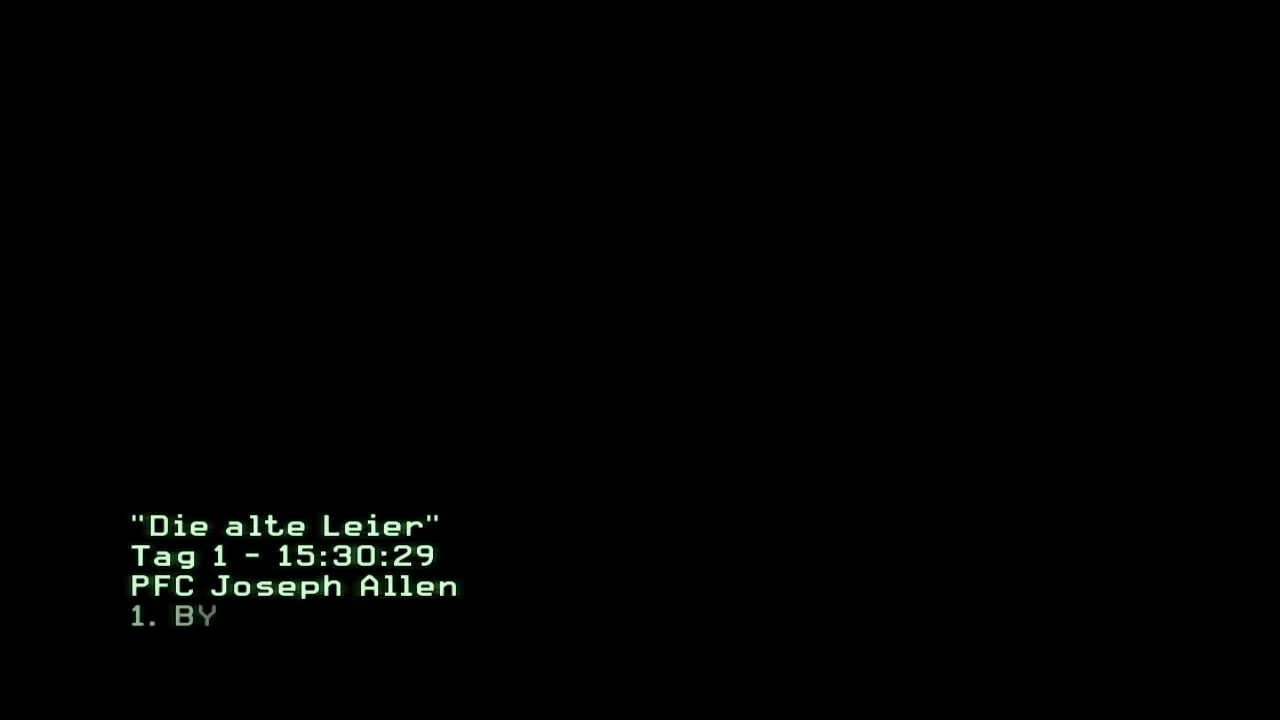 "Die alte Leier"
Tag 1 - 15:30:29
PFC Joseph Allen
1. BY